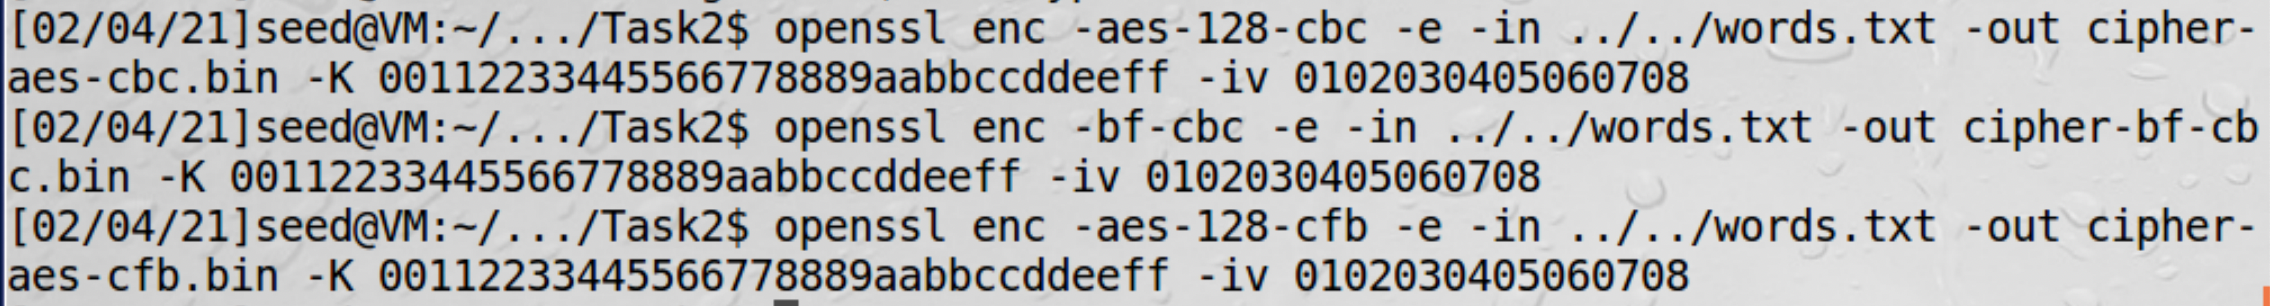 [02/04/21]seed@VM:~/.../Task2$ openssl enc -aes-128-cbc -e -in ../../words.txt -out cipher-
aes-cbc.bin -K 00112233445566778889aabbccddeeff -iv 0102030405060708
[02/04/21]seed@VM:~/.../Task2$ openssl enc -bf-cbc -e -in ../../words.txt -out cipher-bf-cb
c.bin -K 00112233445566778889aabbccddeeff -iv 0102030405060708
[02/04/21]seed@VM:~/.../Task2$ openssl enc -aes-128-cfb -e -in ../../words.txt -out cipher-
aes-cfb.bin -K 00112233445566778889aabbccddeeff -iv 0102030405060708